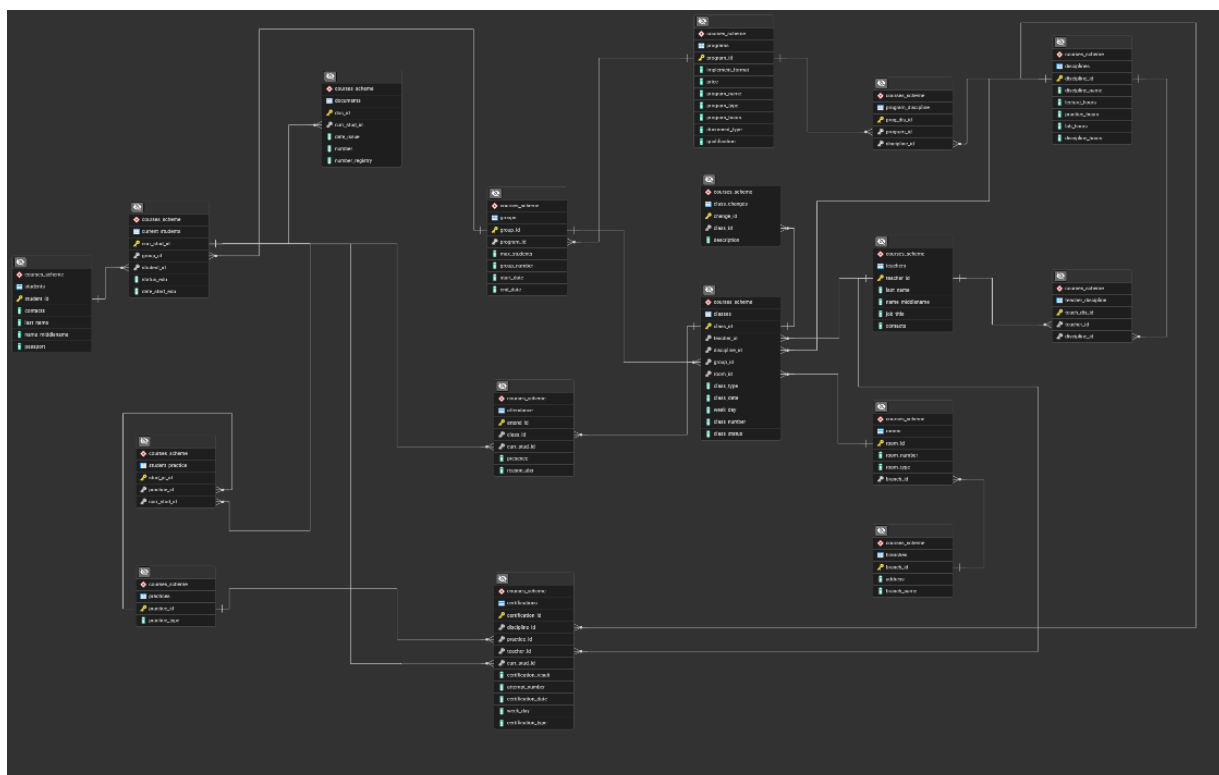 courses_scheme
programs
program_id
implement_format
price
program_name
program_type
program_hours
document_type
qualification
courses_scheme
disciplines
discipline_id
discipline_name
lecture_hours
practice_hours
lab_hours
discipline_hours
courses_scheme
documents
doc_id
curr_stud_id
date_issue
number
number_registry
courses_scheme
program_discipline
prog_dis_id
program_id
discipline_id
courses_scheme
class_changes
change_id
class_id
description
courses_scheme
groups
group_id
program_id
max_students
group_number
start_date
end_date
courses_scheme
current_students
curr_stud_id
group_id
student_id
status_edu
date_start_edu
courses_scheme
students
student_id
contacts
last_name
name_middlename
passport
courses_scheme
teachers
teacher_id
last_name
name_middlename
job_title
contacts
courses_scheme
teacher_discipline
teach_dis_id
teacher_id
discipline_id
courses_scheme
classes
class_id
teacher_id
discipline_id
group_id
room_id
class_type
class_date
week_day
class_number
class_status
courses_scheme
attendance
attend_id
class_id
curr_stud_id
presence
reason_abs
courses_scheme
rooms
room_id
room_number
room_type
branch_id
courses_scheme
student_practice
stud_pr_id
practice_id
curr_stud_id
courses_scheme
branches
branch_id
address
branch_name
courses_scheme
practices
practice_id
practice_type
courses_scheme
certifications
certification_id
discipline_id
practice_id
teacher_id
curr_stud_id
certification_result
attempt_number
certification_date
week_day
certification_type